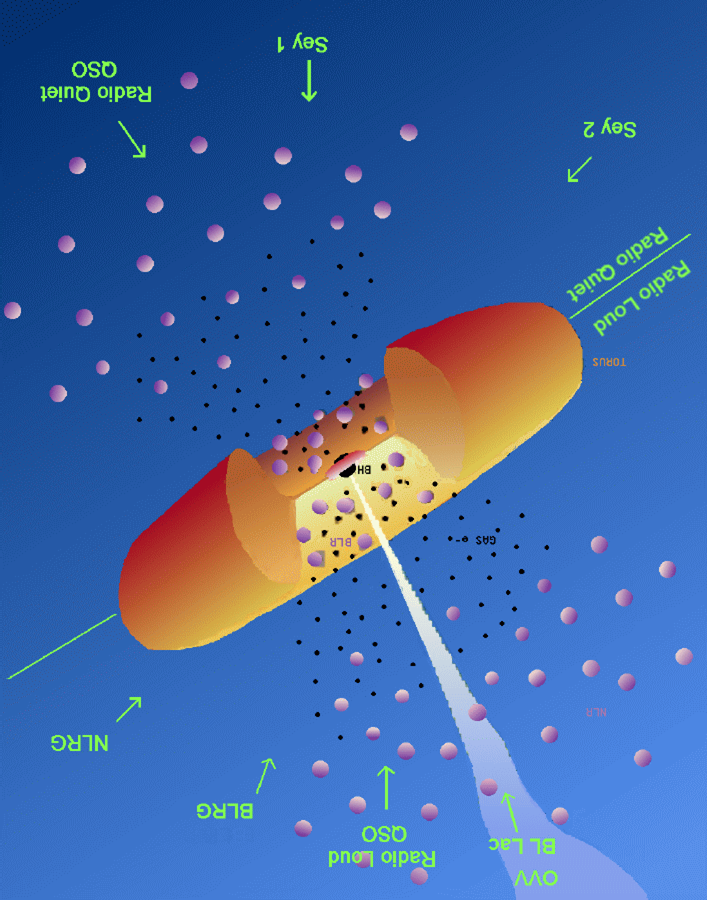 OVV
BL Lac
Radio Loud
QSO
BLRG
NLRG
NLR
GAS
BLR
BH
TORUS
Radio Loud
Radio Quiet
Sey 2
Radio Quiet
QSO
Sey 1